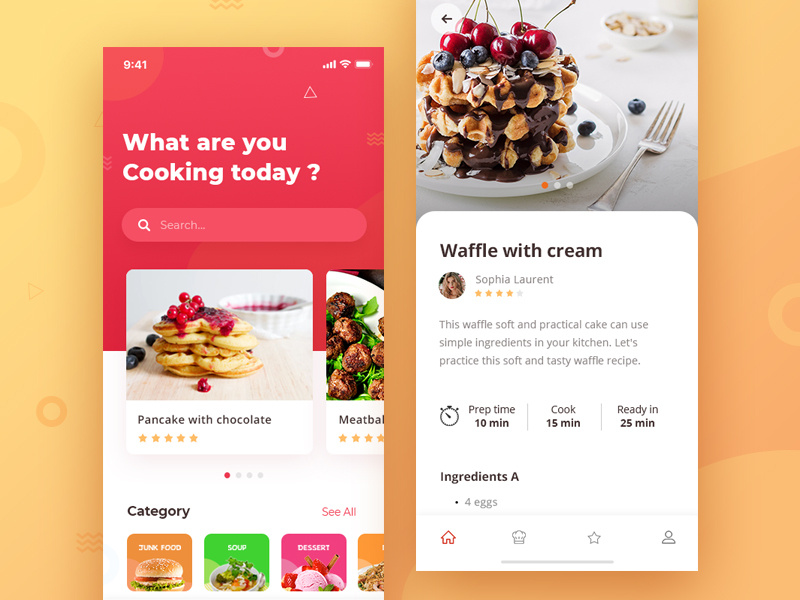 9:41
What are you
Cooking today ?
Search...
Pancake with chocolate
Meatbal
Category
See All
JUNK FOOD
SOUP
DESSERT
Waffle with cream
Sophia Laurent
This waffle soft and practical cake can use
simple ingredients in your kitchen. Let's
practice this soft and tasty waffle recipe.
Prep time
10 min
Cook
15 min
Ready in
25 min
Ingredients A
• 4 eggs